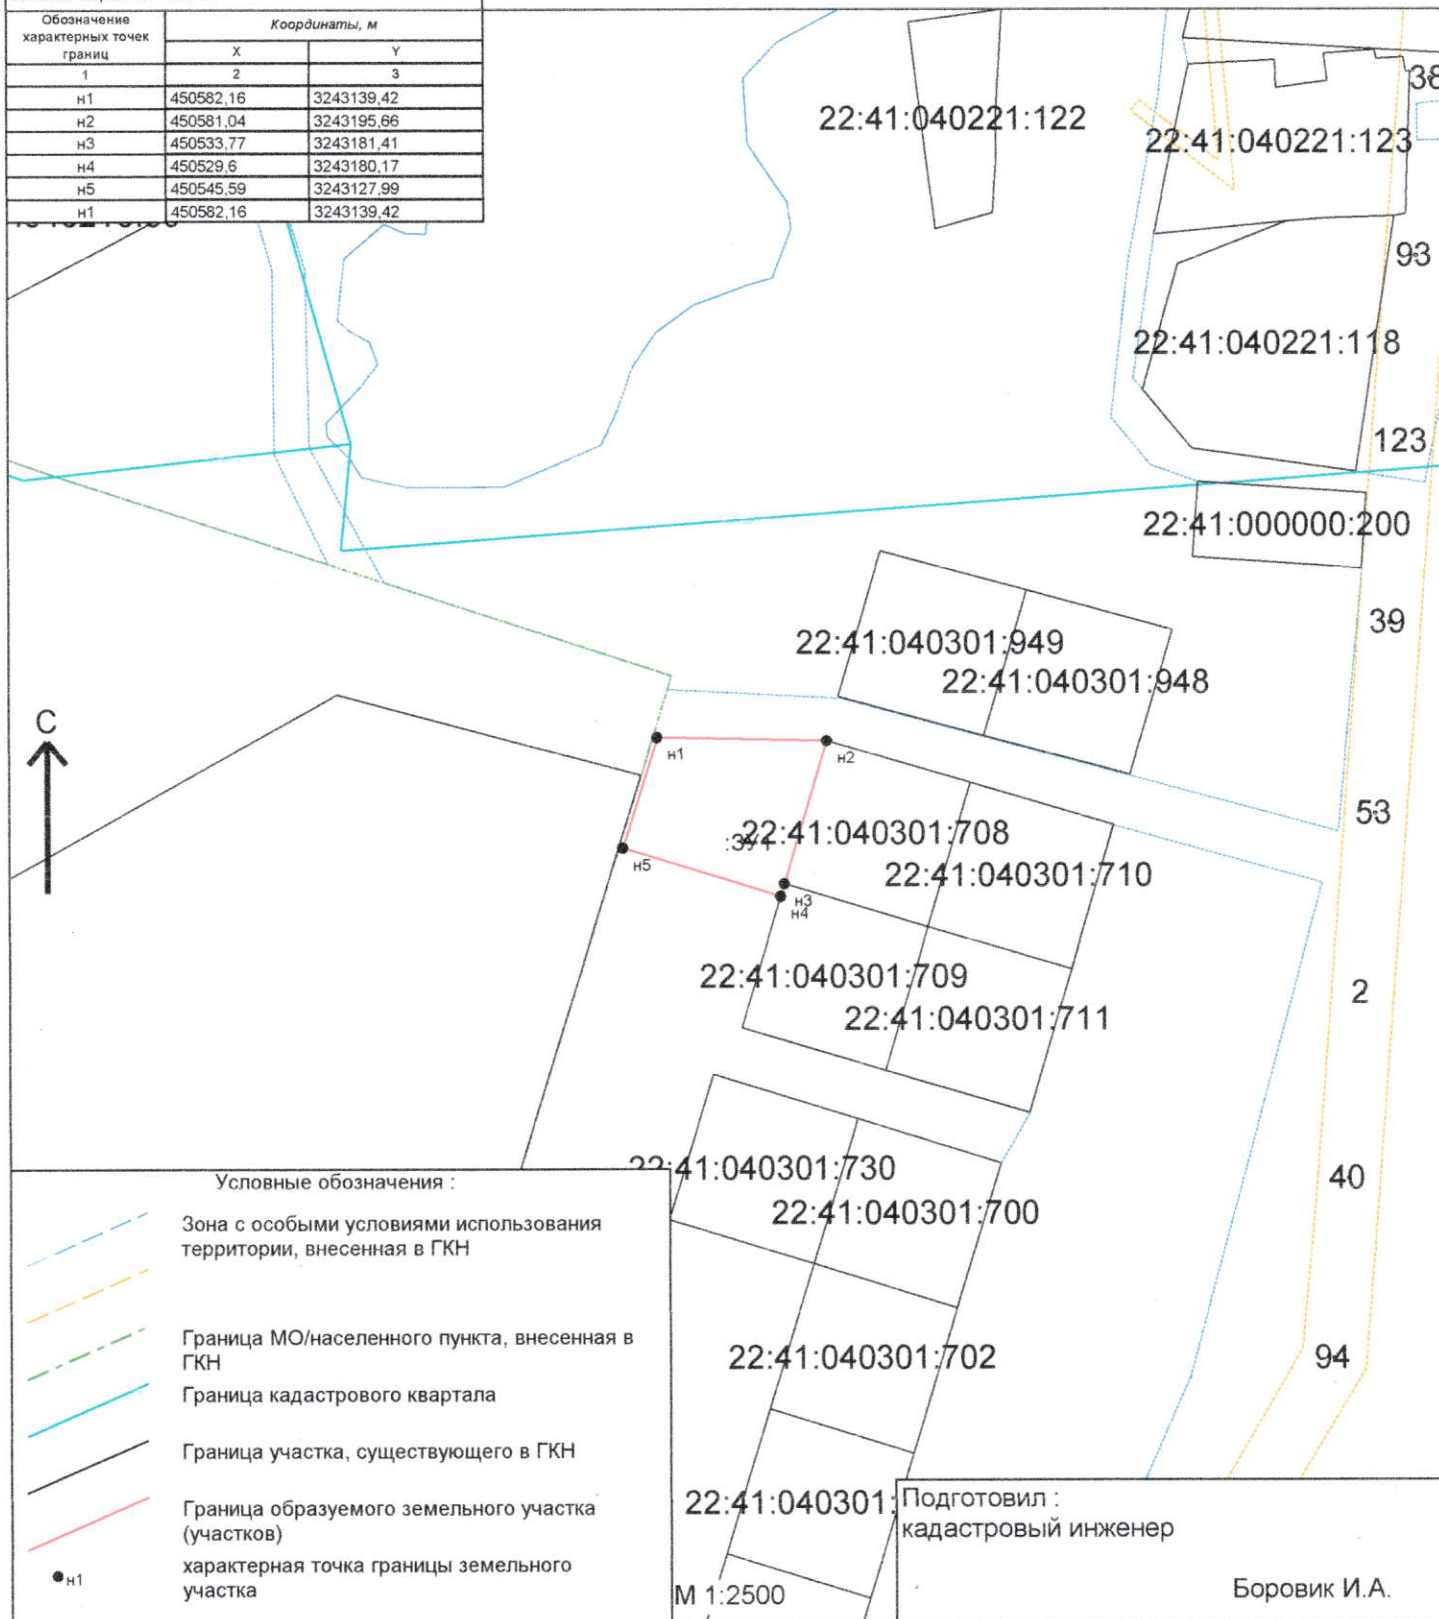 Обозначение
характерных точек
границ
Координаты, м
X
Y
1
2
3
н1
450582,16
3243139,42
н2
450581,04
3243195,66
н3
450533,77
3243181,41
н4
450529,6
3243180,17
н5
450545,59
3243127,99
н1
450582,16
3243139,42
38
22:41:040221:122
22:41:040221:123
93
22:41:040221:118
123
22:41:000000:200
39
22:41:040301:949
22:41:040301:948
С
н1
н2
53
22:41:040301:708
:ЗУ1
н5
22:41:040301:710
н3
н4
22:41:040301:709
2
22:41:040301:711
22:41:040301:730
40
22:41:040301:700
22:41:040301:702
94
22:41:040301:
Условные обозначения :
Зона с особыми условиями использования
территории, внесенная в ГКН
Граница МО/населенного пункта, внесенная в
ГКН
Граница кадастрового квартала
Граница участка, существующего в ГКН
Граница образуемого земельного участка
(участков)
н1
характерная точка границы земельного
участка
М 1:2500
Подготовил :
кадастровый инженер
Боровик И.А.